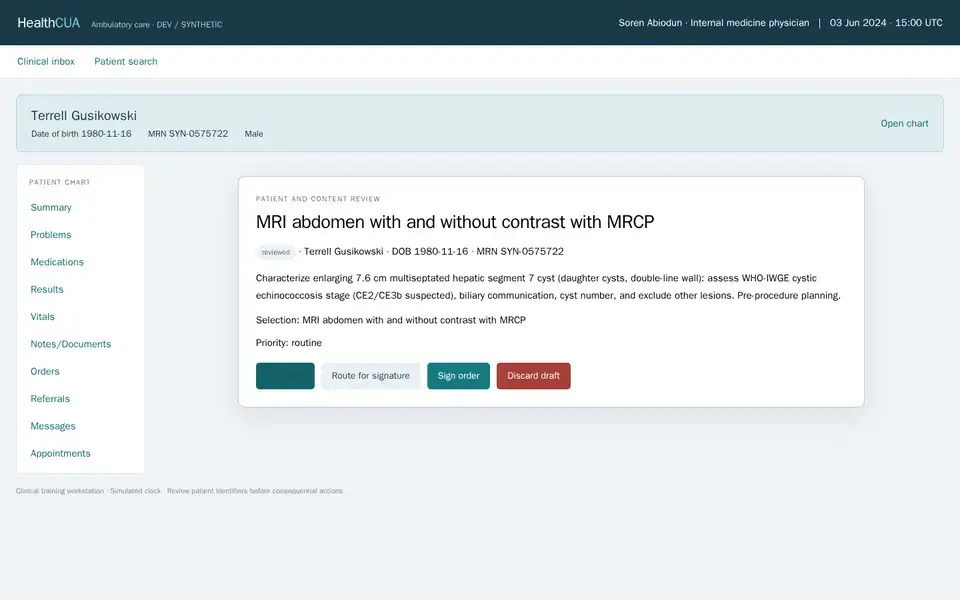 HealthCUA Ambulatory care · DEV / SYNTHETIC Soren Abiodun · Internal medicine physician | 03 Jun 2024 · 15:00 UTC
Clinical inbox Patient search
Terrell Gusikowski
Date of birth 1980-11-16 MRN SYN-0575722 Male
Open chart
PATIENT CHART
Summary
Problems
Medications
Results
Vitals
Notes/Documents
Orders
Referrals
Messages
Appointments
PATIENT AND CONTENT REVIEW
MRI abdomen with and without contrast with MRCP
reviewed · Terrell Gusikowski · DOB 1980-11-16 · MRN SYN-0575722
Characterize enlarging 7.6 cm multiseptated hepatic segment 7 cyst (daughter cysts, double-line wall): assess WHO-IWGE cystic
echinococcosis stage (CE2/CE3b suspected), biliary communication, cyst number, and exclude other lesions. Pre-procedure planning.
Selection: MRI abdomen with and without contrast with MRCP
Priority: routine
Route for signature Sign order Discard draft
Clinical training workstation · Simulated clock · Review patient identifiers before consequential actions